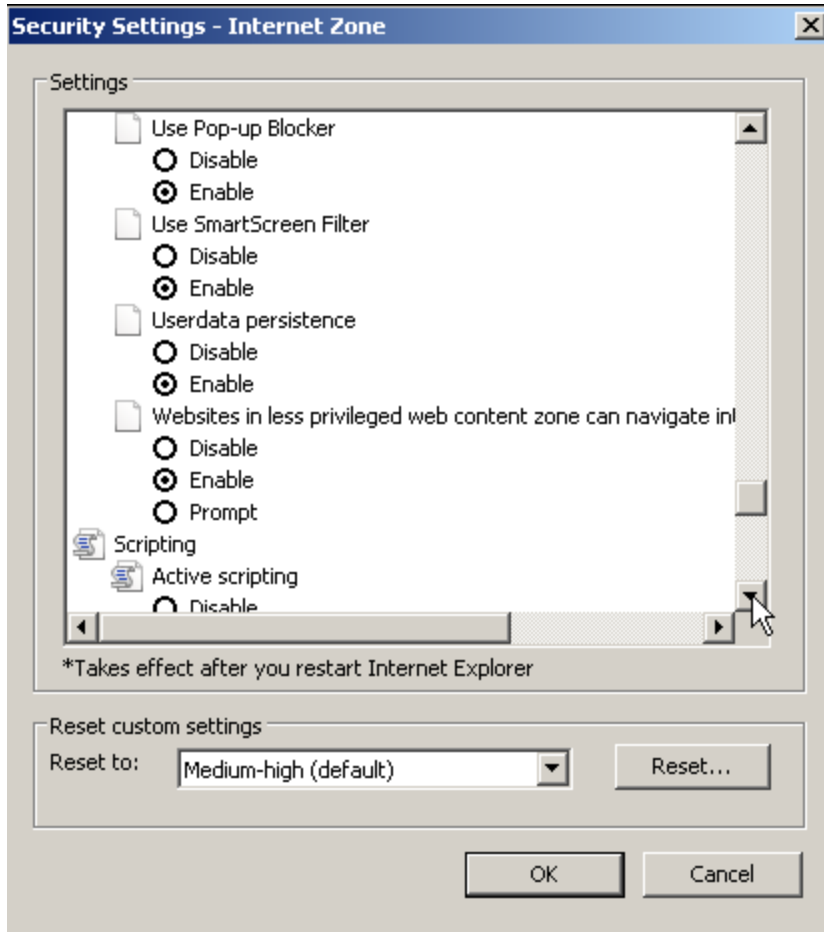 Security Settings - Internet Zone
Settings
Use Pop-up Blocker
Disable
Enable
Use SmartScreen Filter
Disable
Enable
Userdata persistence
Disable
Enable
Websites in less privileged web content zone can navigate int
Disable
Enable
Prompt
Scripting
Active scripting
Disable
*Takes effect after you restart Internet Explorer
Reset custom settings
Reset to: Medium-high (default) Reset...
OK Cancel